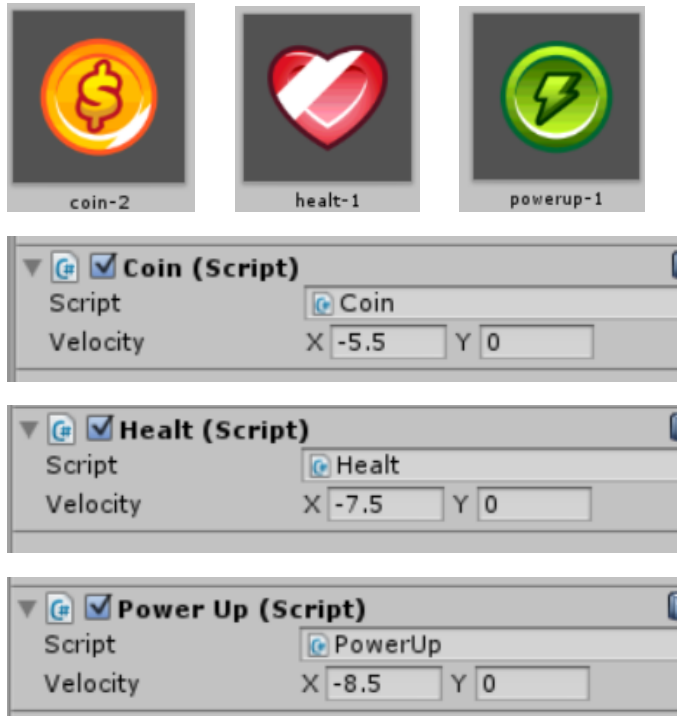 coin-2
healt-1
powerup-1
Coin (Script)
Script Coin
Velocity X -5.5 Y 0
Healt (Script)
Script Healt
Velocity X -7.5 Y 0
Power Up (Script)
Script PowerUp
Velocity X -8.5 Y 0